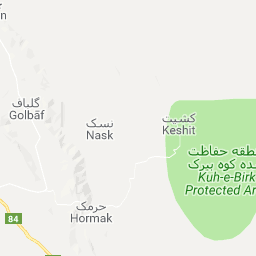 گلباف
Golbāf
نسک
Nask
کشیت
Keshit
منطقه حفاظت
شده کوه بیرک
Kuh-e-Birk
Protected Ar
حرمک
Hormak
84